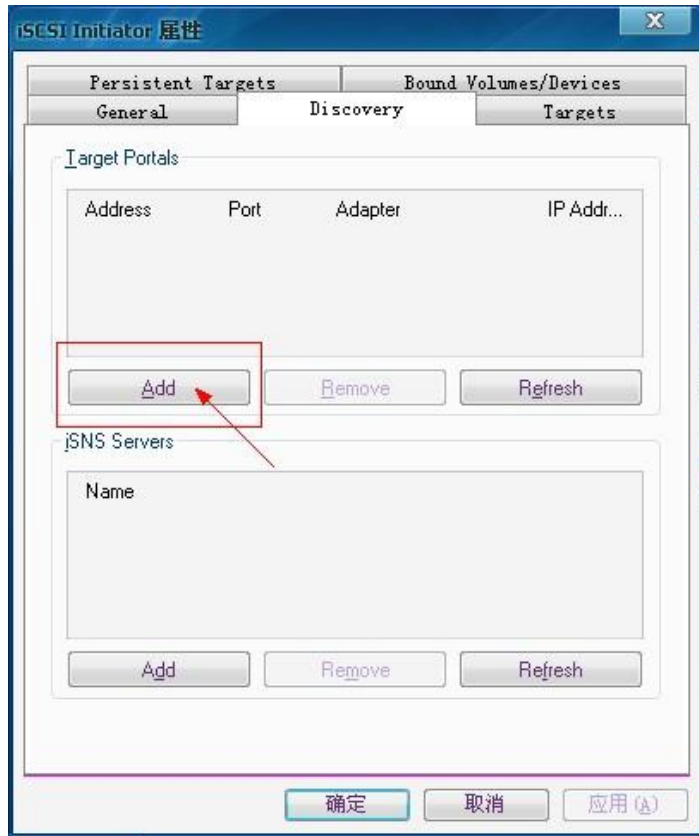 iSCSI Initiator 属性
Persistent Targets Bound Volumes/Devices
General Discovery Targets
Target Portals
Address Port Adapter IP Addr...
Add Remove Refresh
iSNS Servers
Name
Add Remove Refresh
确定 取消 应用(A)